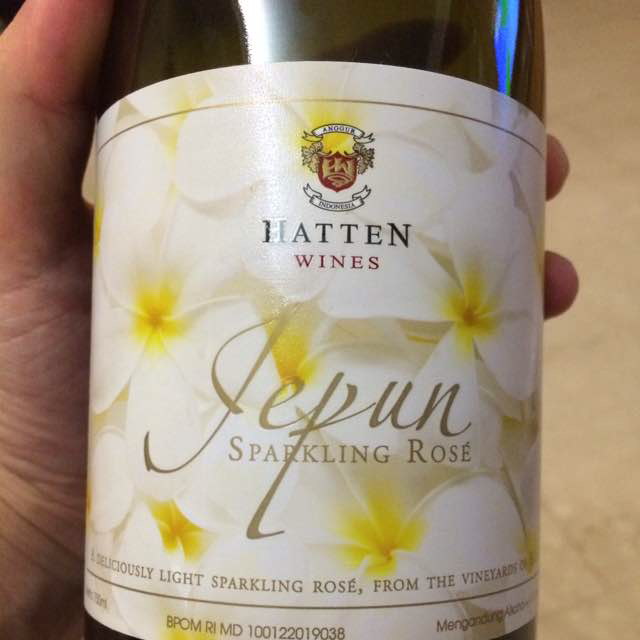 ANGGUR
INDONESIA
HATTEN
WINES
Jepun
SPARKLING ROSÉ
A DELICIOUSLY LIGHT SPARKLING ROSÉ, FROM THE VINEYARDS OF
BPOM RI MD 100122019038
Mengandung